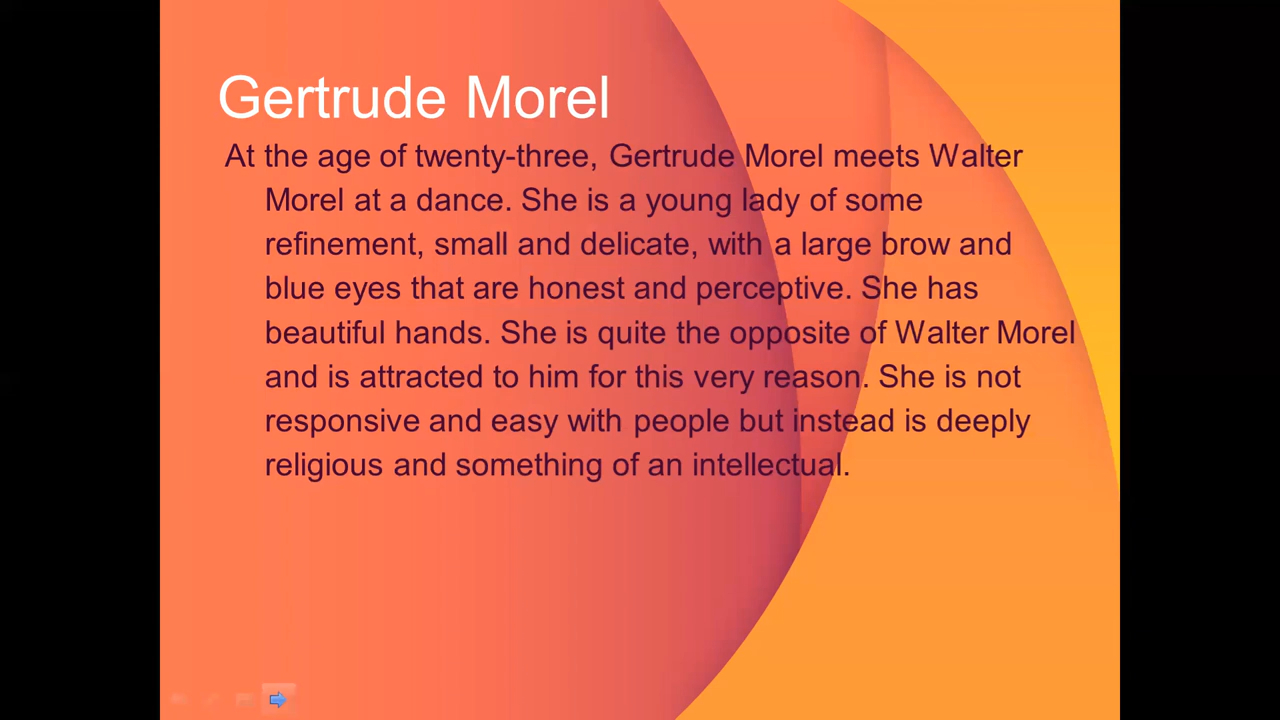 Gertrude Morel
At the age of twenty-three, Gertrude Morel meets Walter
Morel at a dance. She is a young lady of some
refinement, small and delicate, with a large brow and
blue eyes that are honest and perceptive. She has
beautiful hands. She is quite the opposite of Walter Morel
and is attracted to him for this very reason. She is not
responsive and easy with people but instead is deeply
religious and something of an intellectual.